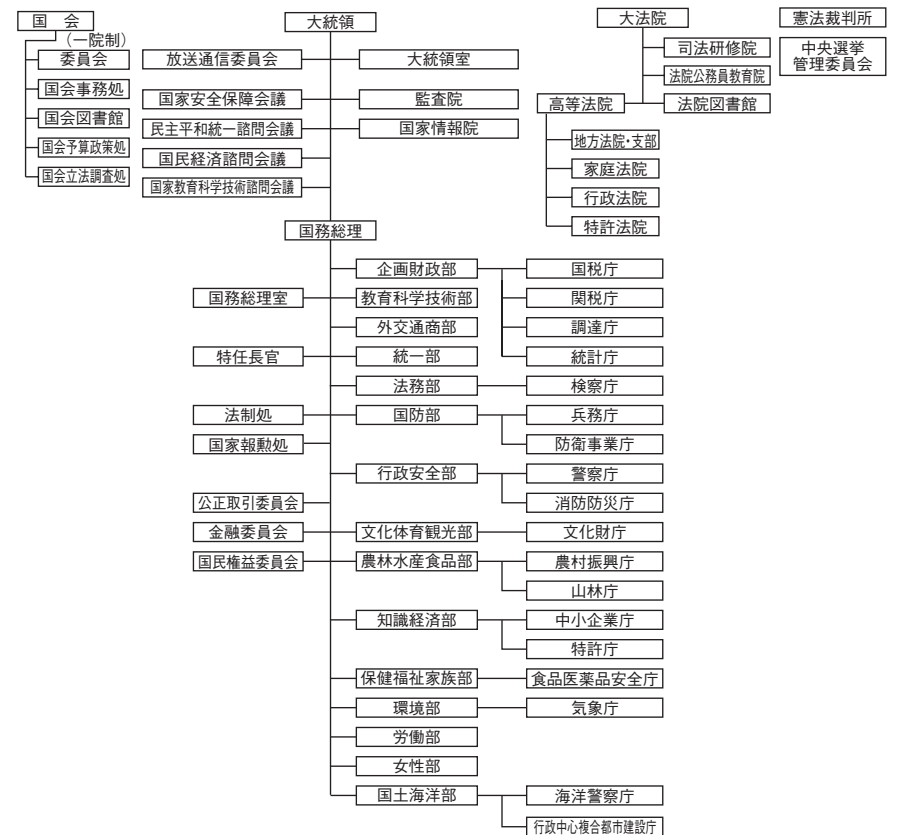 国 会
(一院制)
委員会
国会事務処
国会図書館
国会予算政策処
国会立法調査処
大統領
放送通信委員会
大統領室
国家安全保障会議
監査院
民主平和統一諮問会議
国家情報院
国民経済諮問会議
国家教育科学技術諮問会議
大法院
司法研修院
法院公務員教育院
高等法院
法院図書館
地方法院・支部
家庭法院
行政法院
特許法院
憲法裁判所
中央選挙
管理委員会
国務総理
企画財政部
国税庁
国務総理室
教育科学技術部
関税庁
外交通商部
調達庁
特任長官
統一部
統計庁
法務部
検察庁
法制処
国防部
兵務庁
国家報勲処
防衛事業庁
行政安全部
警察庁
公正取引委員会
消防防災庁
金融委員会
文化体育観光部
文化財庁
国民権益委員会
農林水産食品部
農村振興庁
山林庁
知識経済部
中小企業庁
特許庁
保健福祉家族部
食品医薬品安全庁
環境部
気象庁
労働部
女性部
国土海洋部
海洋警察庁
行政中心複合都市建設庁